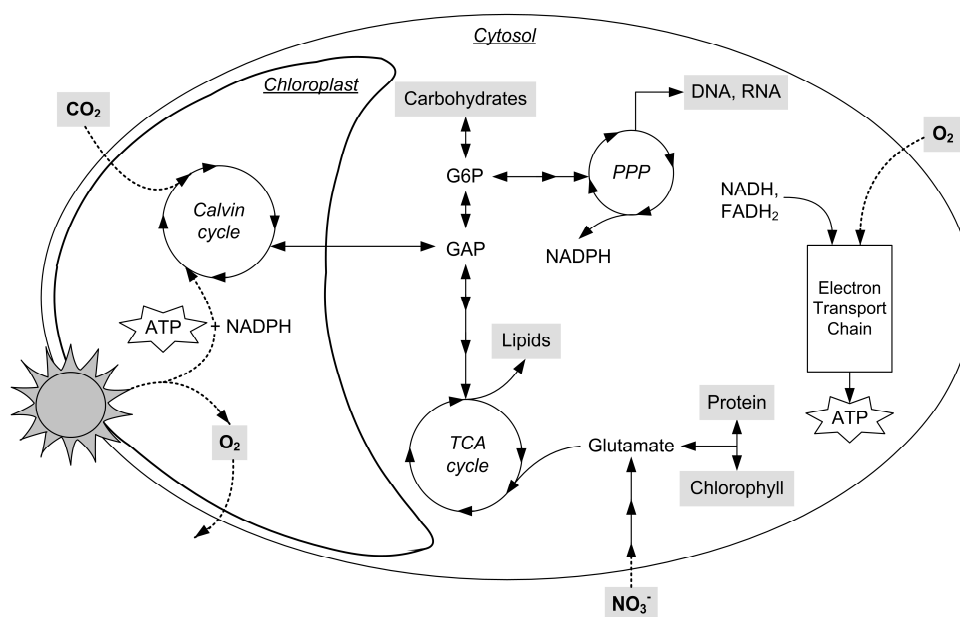 Cytosol
Chloroplast
CO₂
Carbohydrates
DNA, RNA
O₂
G6P
PPP
NADH,
FADH₂
Calvin
cycle
GAP
NADPH
Electron
Transport
Chain
ATP
+ NADPH
Lipids
Protein
ATP
O₂
TCA
cycle
Glutamate
Chlorophyll
NO₃⁻